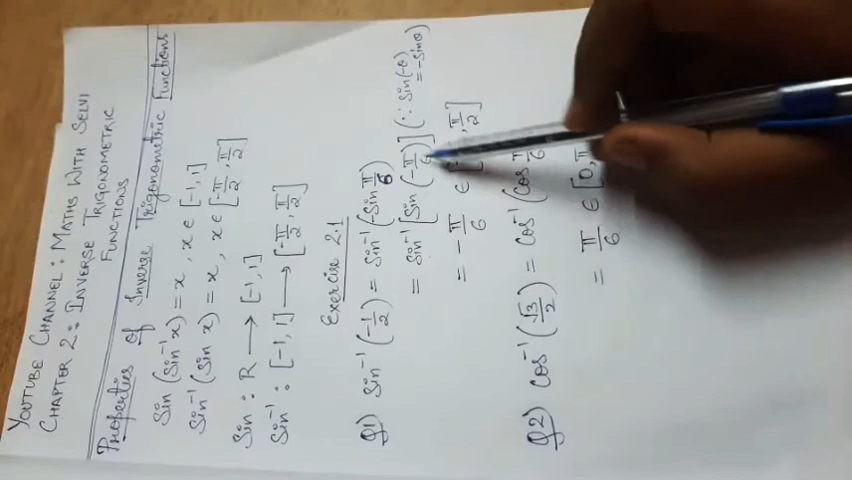 YOUTUBE CHANNEL: MATHS WITH SELVI
CHAPTER 2: INVERSE TRIGONOMETRIC FUNCTIONS
Properties of Inverse Trigonometric Functions
Sin (Sin⁻¹x) = x, x ∈ [-1, 1]
Sin⁻¹(Sin x) = x, x ∈ [-π/2, π/2]
Sin : R → [-1, 1]
Sin⁻¹ : [-1, 1] → [-π/2, π/2]
Exercise 2.1
Q1) Sin⁻¹(-1/2) = Sin⁻¹(-Sin π/6)
= Sin⁻¹[Sin(-π/6)] (∵ Sin(-θ) = -Sinθ)
= -π/6 ∈ [ , π/2]
Q2) Cos⁻¹(√3/2) = Cos⁻¹(Cos π/6
= π/6 ∈ [0, π